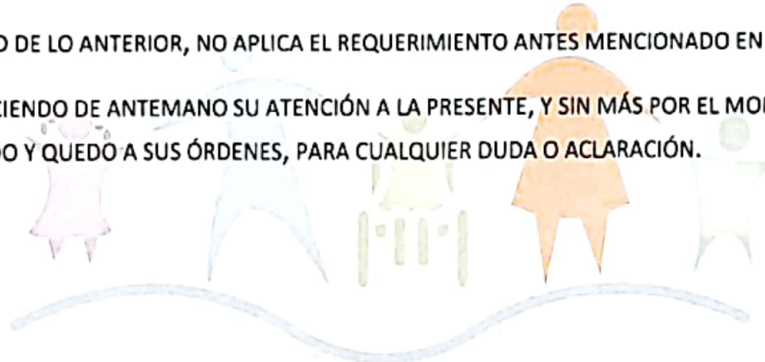 O DE LO ANTERIOR, NO APLICA EL REQUERIMIENTO ANTES MENCIONADO EN
CIENDO DE ANTEMANO SU ATENCIÓN A LA PRESENTE, Y SIN MÁS POR EL MO
DO Y QUEDO A SUS ÓRDENES, PARA CUALQUIER DUDA O ACLARACIÓN.